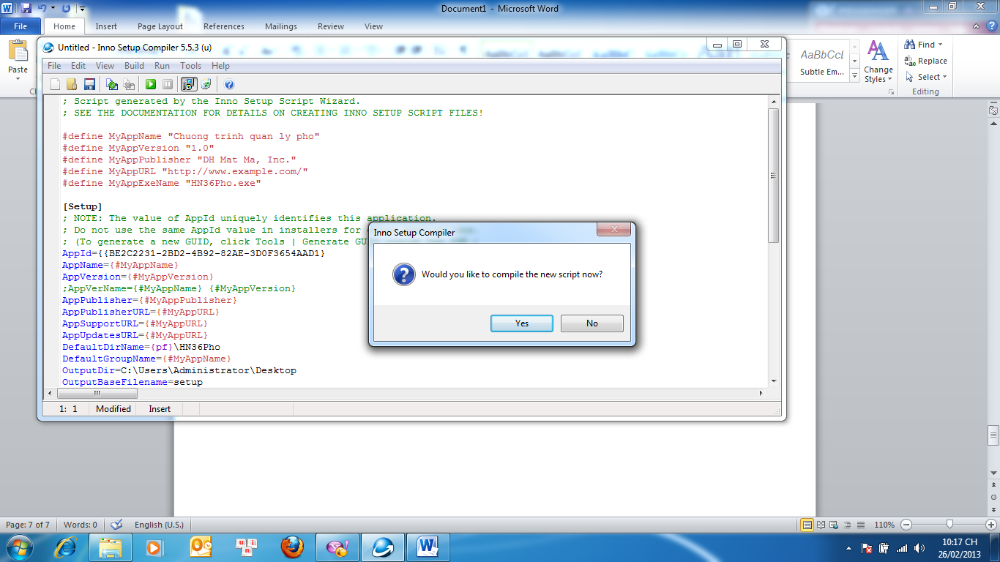 Document1 - Microsoft Word
File Home Insert Page Layout References Mailings Review View
Paste
AaBbCcL
Subtle Em...
Change Styles
Find
Replace
Select
Editing
Untitled - Inno Setup Compiler 5.5.3 (u)
File Edit View Build Run Tools Help
; Script generated by the Inno Setup Script Wizard.
; SEE THE DOCUMENTATION FOR DETAILS ON CREATING INNO SETUP SCRIPT FILES!
#define MyAppName "Chuong trinh quan ly pho"
#define MyAppVersion "1.0"
#define MyAppPublisher "DH Mat Ma, Inc."
#define MyAppURL "http://www.example.com/"
#define MyAppExeName "HN36Pho.exe"
[Setup]
; NOTE: The value of AppId uniquely identifies this application.
; Do not use the same AppId value in installers for
; (To generate a new GUID, click Tools | Generate GU
AppId={{BE2C2231-2BD2-4B92-82AE-3D0F3654AAD1}
AppName={#MyAppName}
AppVersion={#MyAppVersion}
;AppVerName={#MyAppName} {#MyAppVersion}
AppPublisher={#MyAppPublisher}
AppPublisherURL={#MyAppURL}
AppSupportURL={#MyAppURL}
AppUpdatesURL={#MyAppURL}
DefaultDirName={pf}\HN36Pho
DefaultGroupName={#MyAppName}
OutputDir=C:\Users\Administrator\Desktop
OutputBaseFilename=setup
1: 1 Modified Insert
Inno Setup Compiler
Would you like to compile the new script now?
Yes No
Page: 7 of 7 Words: 0 English (U.S.) 110%
10:17 CH
26/02/2013